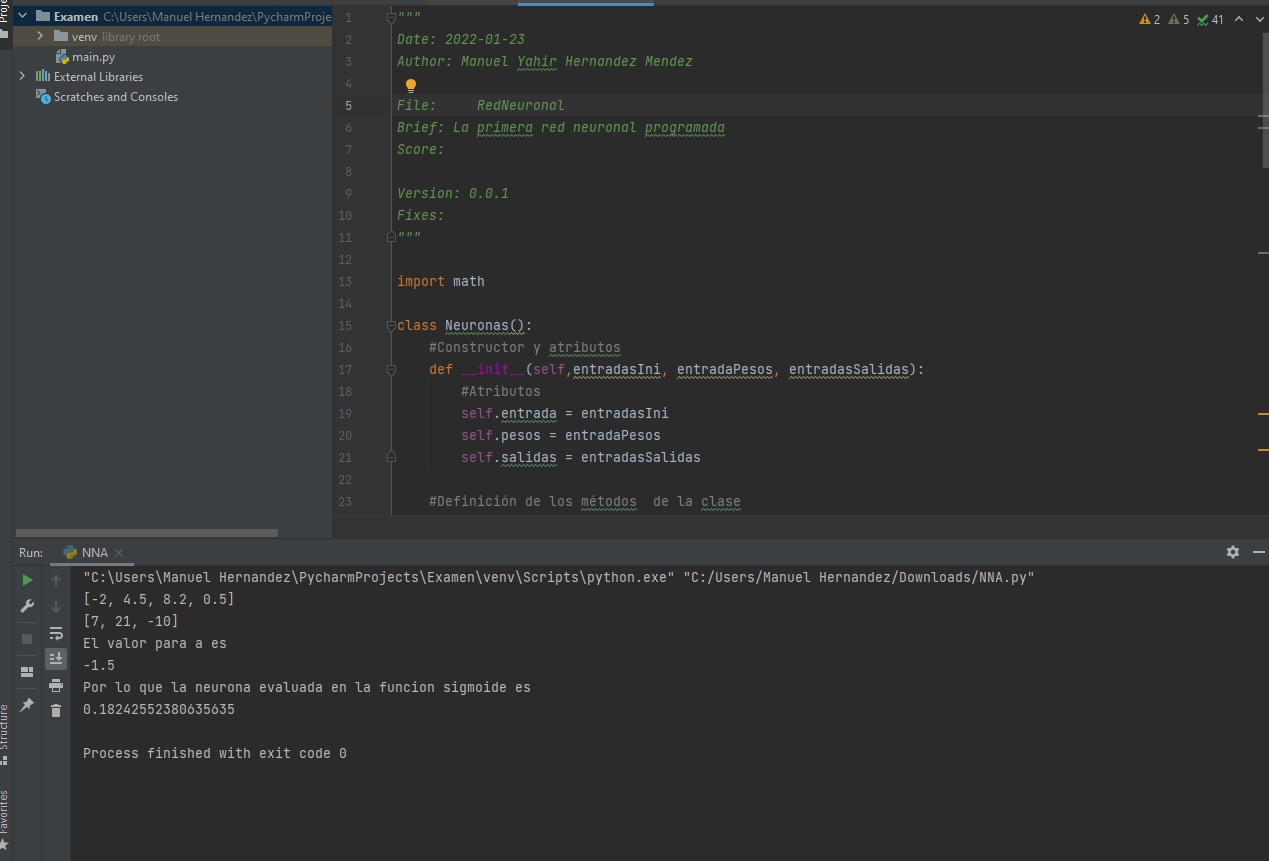 Proje
Examen C:\Users\Manuel Hernandez\PycharmProje
venv library root
main.py
External Libraries
Scratches and Consoles
2 5 41
1 """
2 Date: 2022-01-23
3 Author: Manuel Yahir Hernandez Mendez
4
5 File:     RedNeuronal
6 Brief: La primera red neuronal programada
7 Score:
8
9 Version: 0.0.1
10 Fixes:
11 """
12
13 import math
14
15 class Neuronas():
16     #Constructor y atributos
17     def __init__(self,entradasIni, entradaPesos, entradasSalidas):
18         #Atributos
19         self.entrada = entradasIni
20         self.pesos = entradaPesos
21         self.salidas = entradasSalidas
22
23     #Definición de los métodos  de la clase
Run: NNA
"C:\Users\Manuel Hernandez\PycharmProjects\Examen\venv\Scripts\python.exe" "C:/Users/Manuel Hernandez/Downloads/NNA.py"
[-2, 4.5, 8.2, 0.5]
[7, 21, -10]
El valor para a es
-1.5
Por lo que la neurona evaluada en la funcion sigmoide es
0.18242552380635635
Process finished with exit code 0
Structure
Favorites